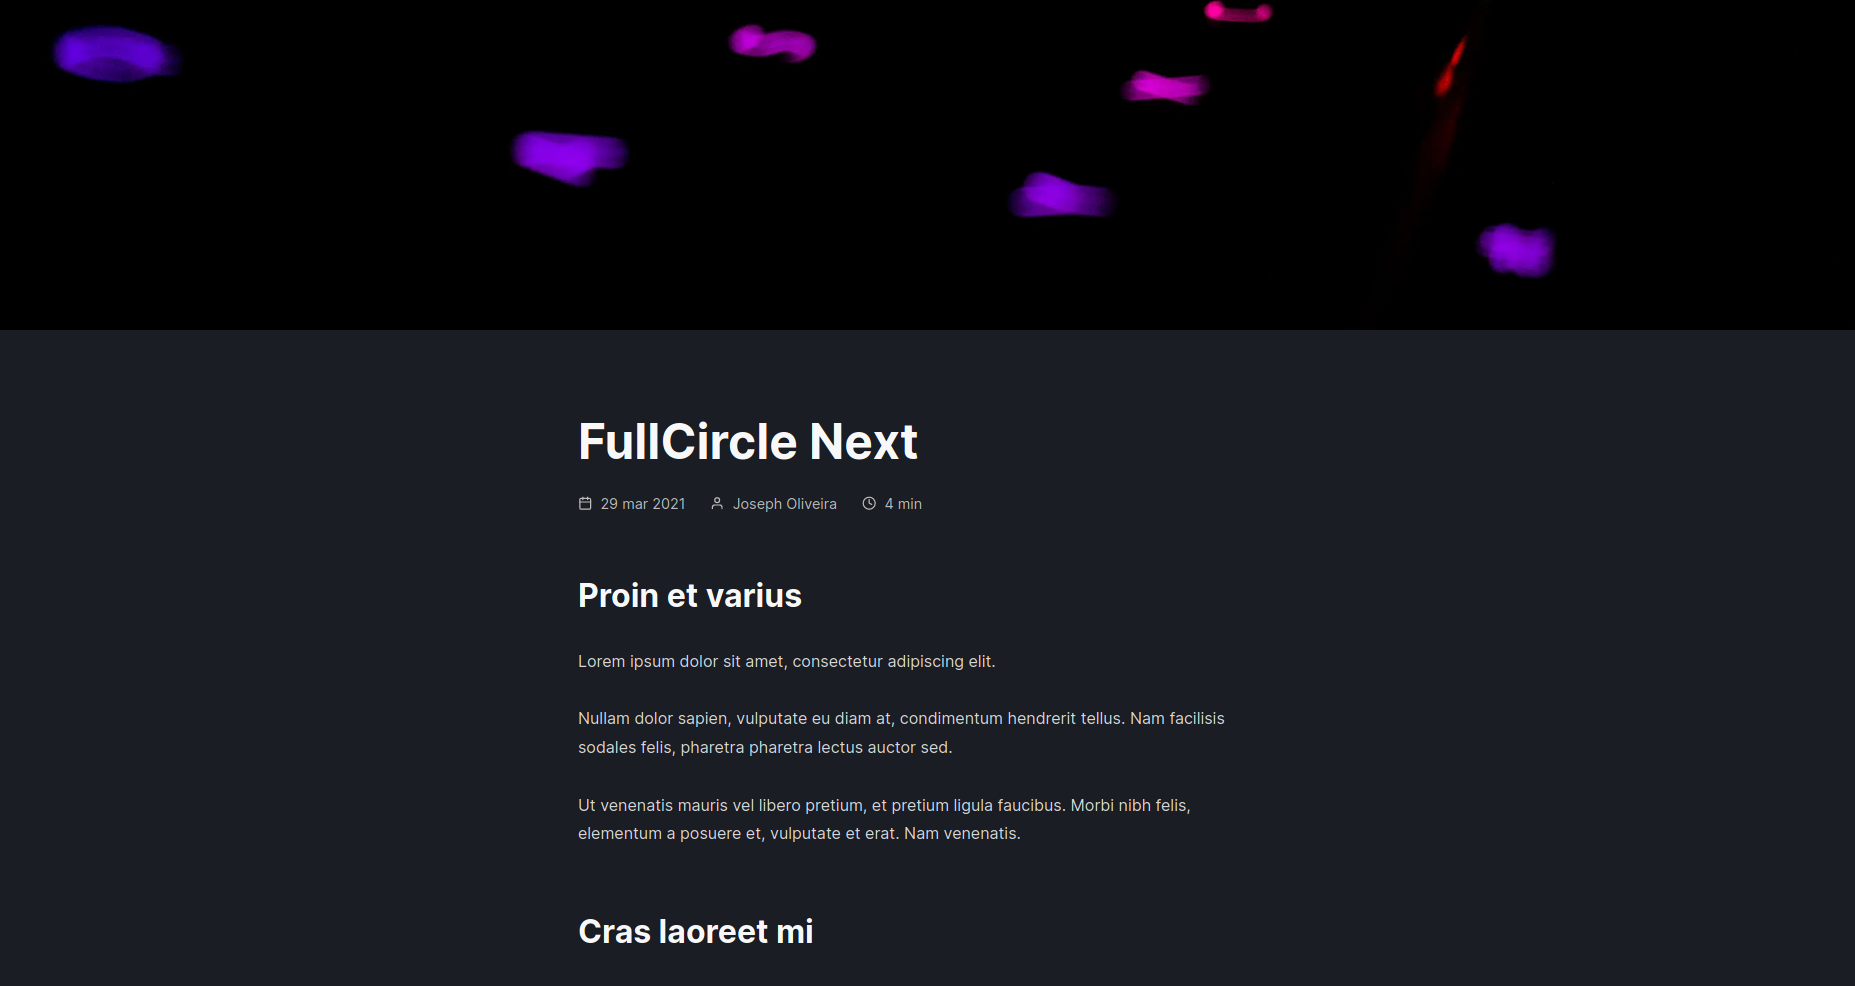 FullCircle Next
29 mar 2021 Joseph Oliveira 4 min
Proin et varius
Lorem ipsum dolor sit amet, consectetur adipiscing elit.
Nullam dolor sapien, vulputate eu diam at, condimentum hendrerit tellus. Nam facilisis
sodales felis, pharetra pharetra lectus auctor sed.
Ut venenatis mauris vel libero pretium, et pretium ligula faucibus. Morbi nibh felis,
elementum a posuere et, vulputate et erat. Nam venenatis.
Cras laoreet mi